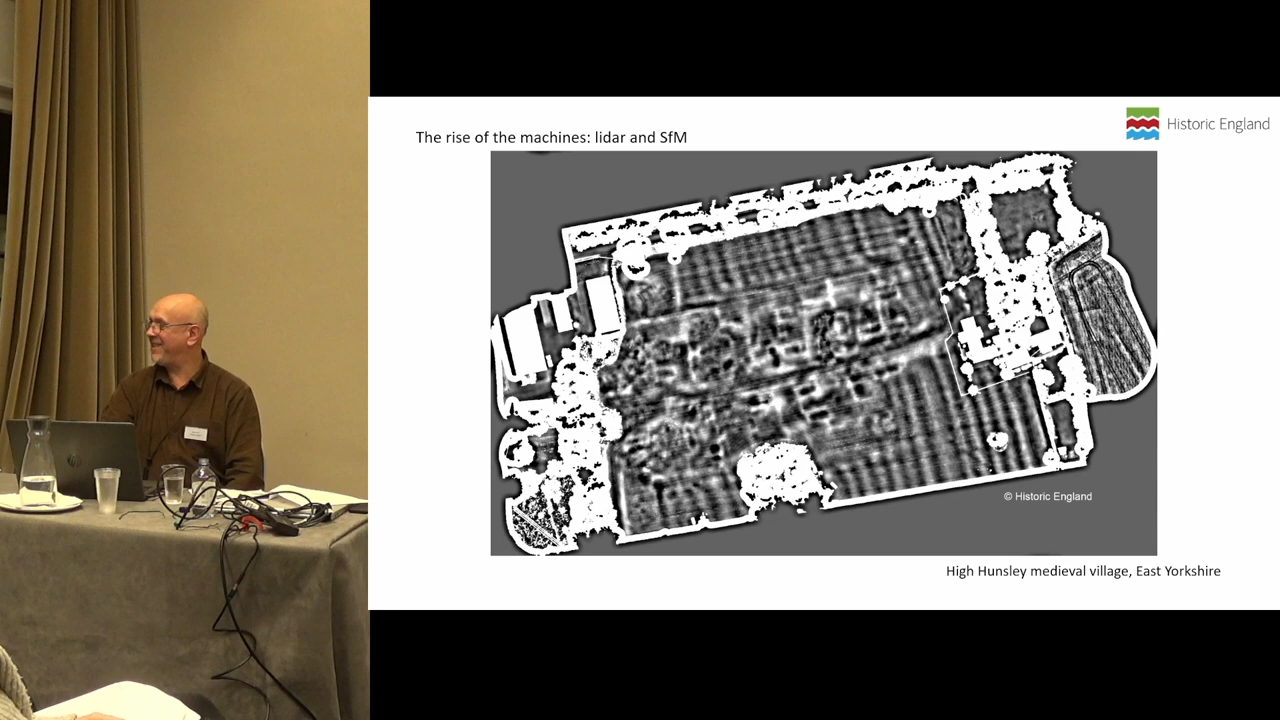 The rise of the machines: lidar and SfM
Historic England
© Historic England
High Hunsley medieval village, East Yorkshire